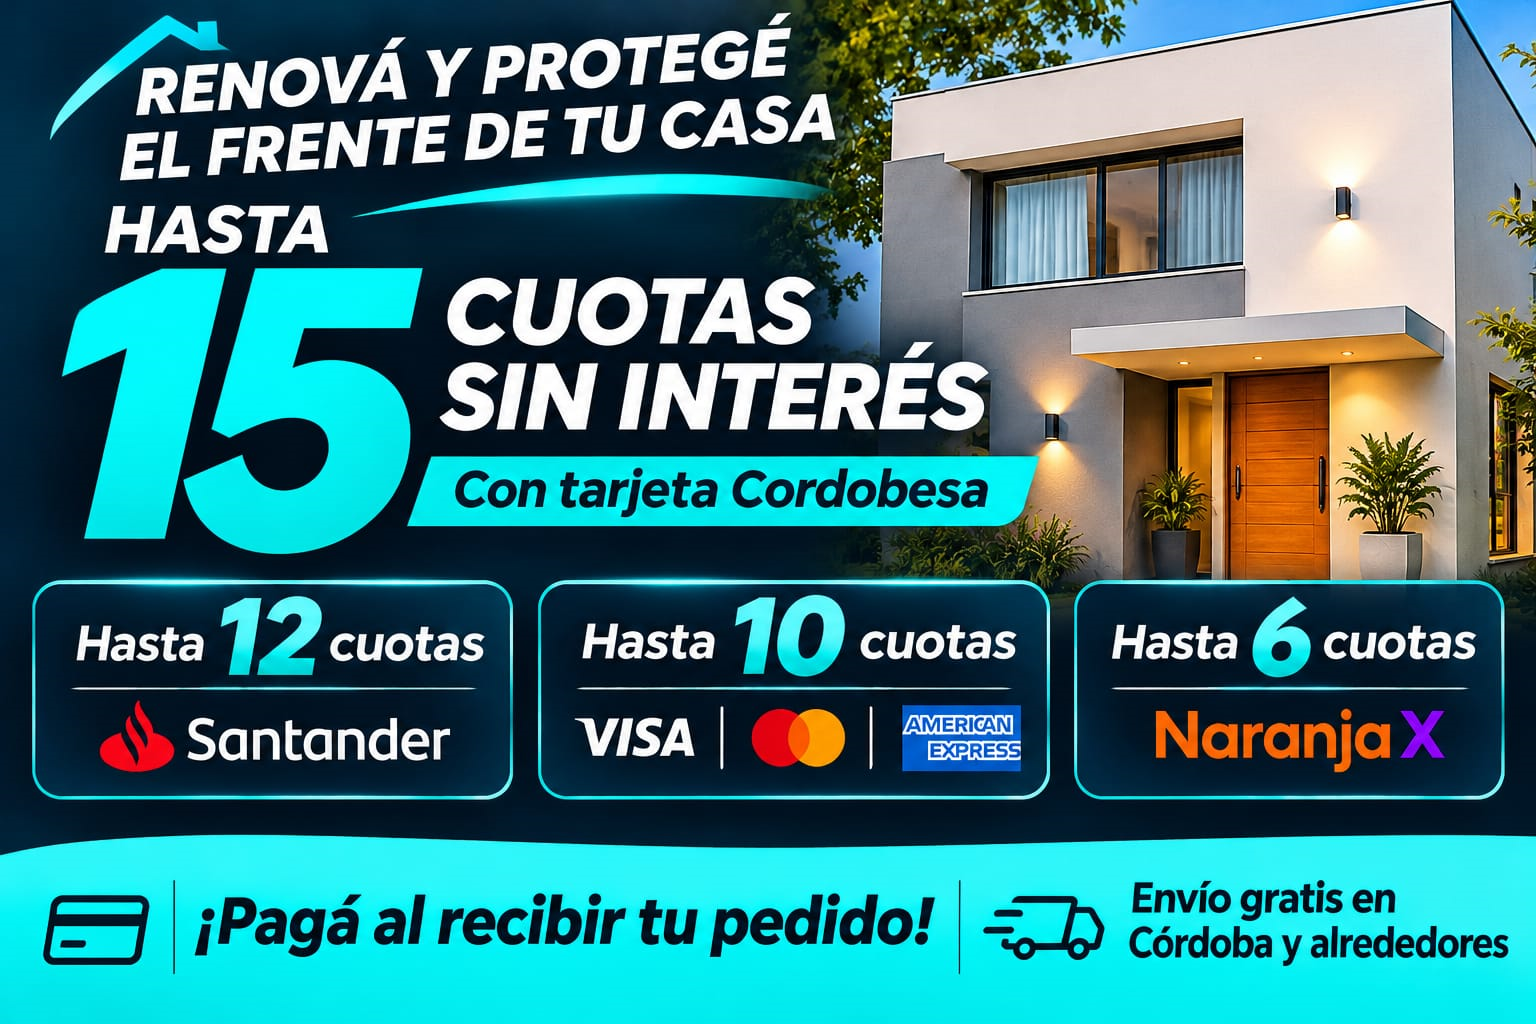 RENOVÁ Y PROTEGÉ
EL FRENTE DE TU CASA
HASTA
15
CUOTAS
SIN INTERÉS
Con tarjeta Cordobesa
Hasta 12 cuotas
Santander
Hasta 10 cuotas
VISA
AMERICAN
EXPRESS
Hasta 6 cuotas
Naranja X
¡Pagá al recibir tu pedido!
Envío gratis en
Córdoba y alrededores